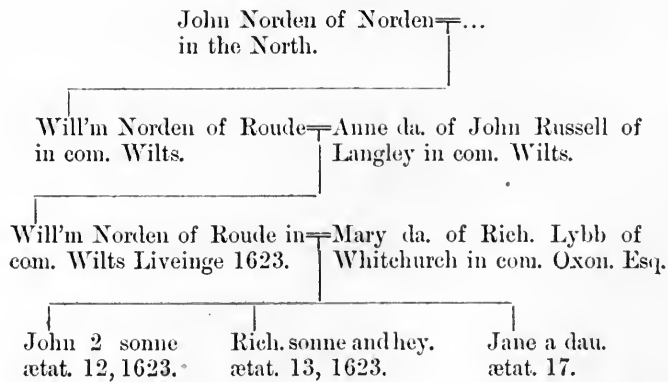 John Norden of Norden=...
in the North.
Will'm Norden of Roude=Anne da. of John Russell of
in com. Wilts. Langley in com. Wilts.
Will'm Norden of Roude in=Mary da. of Rich. Lybb of
com. Wilts Liveinge 1623. Whitchurch in com. Oxon. Esq.
John 2 sonne Rich. sonne and hey. Jane a dau.
ætat. 12, 1623. ætat. 13, 1623. ætat. 17.